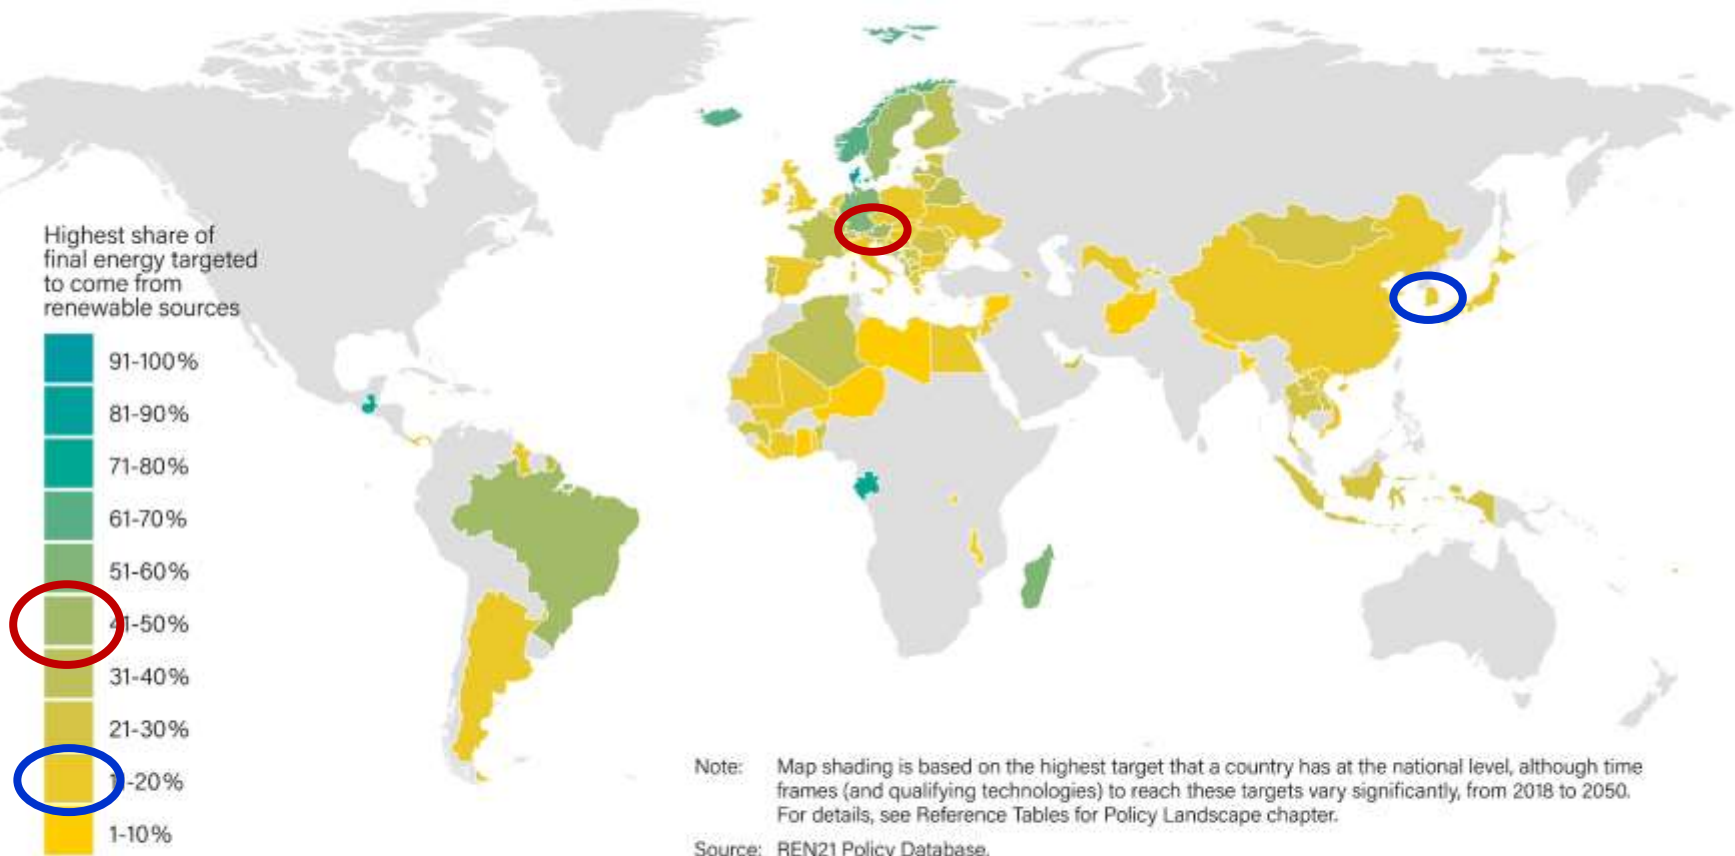 Highest share of
final energy targeted
to come from
renewable sources
91-100%
81-90%
71-80%
61-70%
51-60%
41-50%
31-40%
21-30%
-20%
1-10%
Note: Map shading is based on the highest target that a country has at the national level, although time
frames (and qualifying technologies) to reach these targets vary significantly, from 2018 to 2050.
For details, see Reference Tables for Policy Landscape chapter.
Source: REN21 Policy Database.